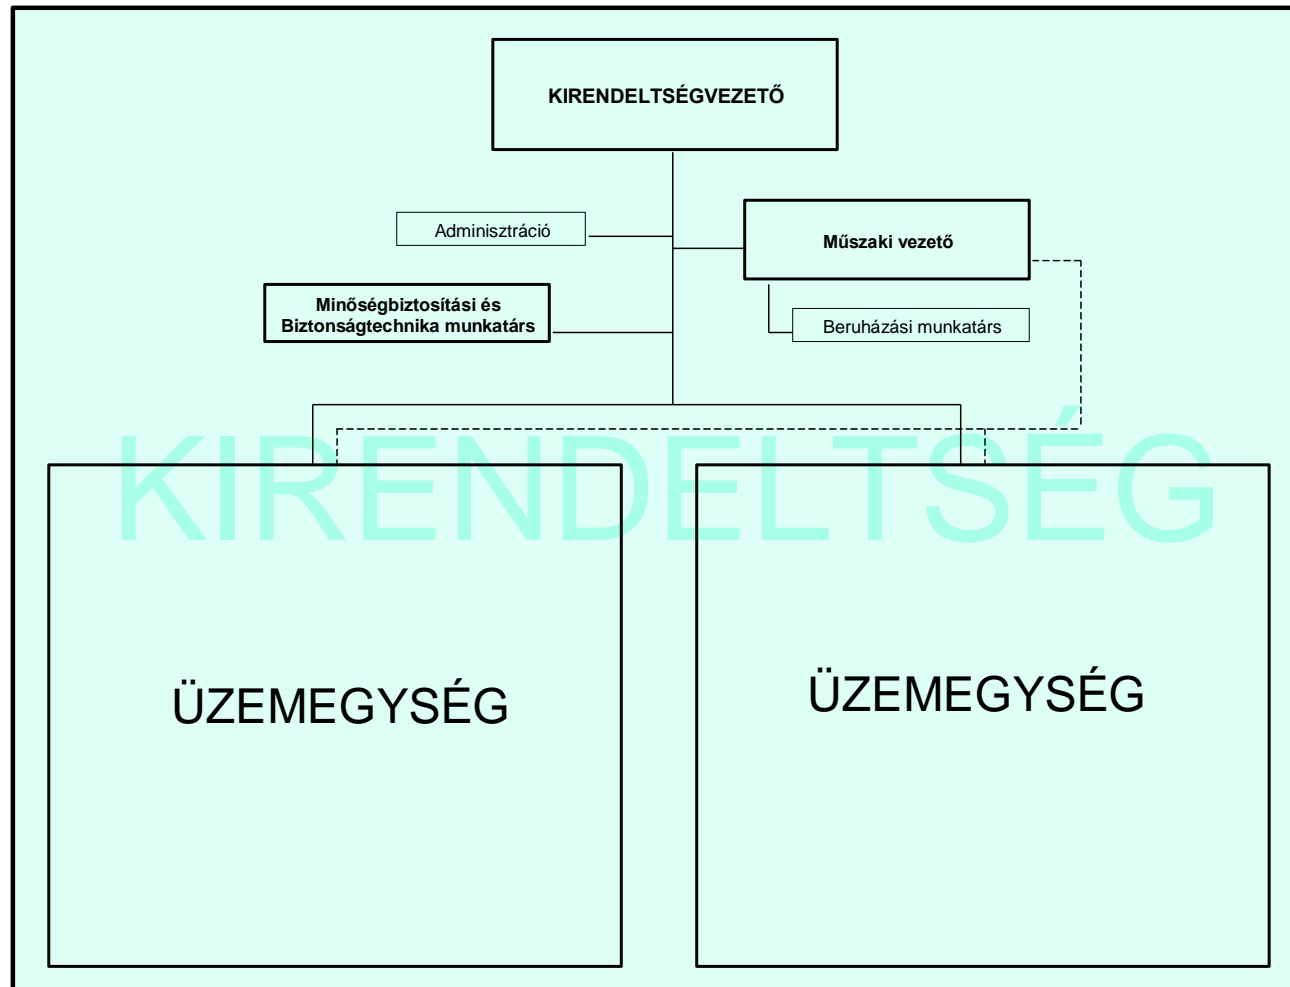 KIRENDELTSÉGVEZETŐ
Adminisztráció
Műszaki vezető
Minőségbiztosítási és
Biztonságtechnika munkatárs
Beruházási munkatárs
KIRENDELTSÉG
ÜZEMEGYSÉG
ÜZEMEGYSÉG